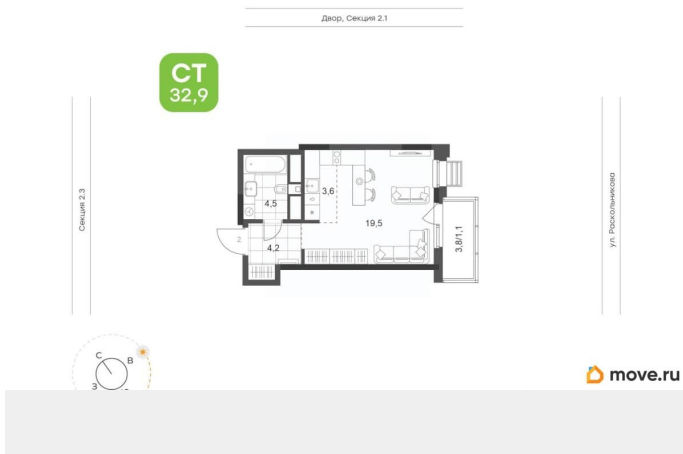 Двор, Секция 2.1
СТ
32,9
Секция 2.3
ул. Раскольникова
3,6
4,5
19,5
4,2
2
3,8/1,1
С
В
З
move.ru